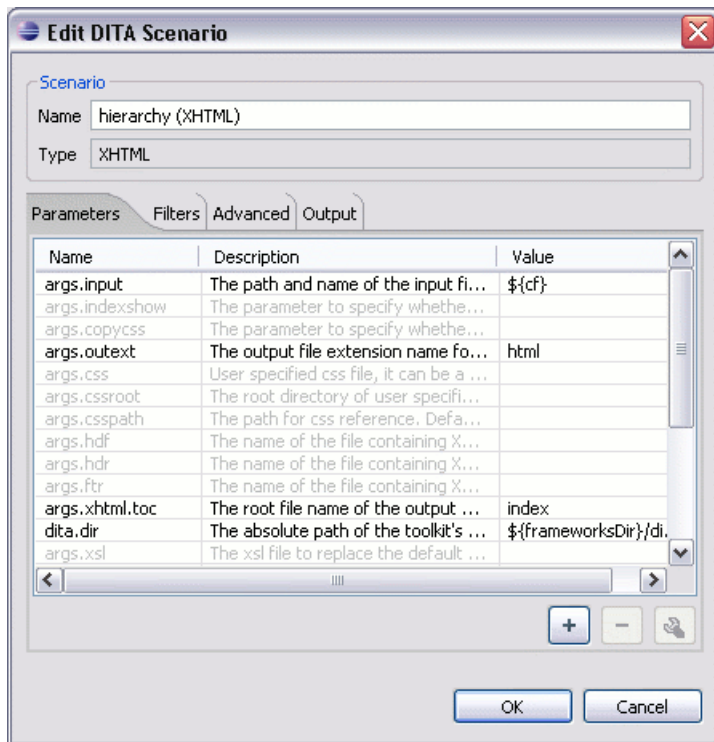 Edit DITA Scenario
Scenario
Name hierarchy (XHTML)
Type XHTML
Parameters Filters Advanced Output
Name Description Value
args.input The path and name of the input fi... ${cf}
args.indexshow The parameter to specify whethe...
args.copycss The parameter to specify whethe...
args.outext The output file extension name fo... html
args.css User specified css file, it can be a ...
args.cssroot The root directory of user specifi...
args.csspath The path for css reference. Defa...
args.hdf The name of the file containing X...
args.hdr The name of the file containing X...
args.ftr The name of the file containing X...
args.xhtml.toc The root file name of the output ... index
dita.dir The absolute path of the toolkit's ... ${frameworksDir}/di.
args.xsl The xsl file to replace the default ...
OK Cancel